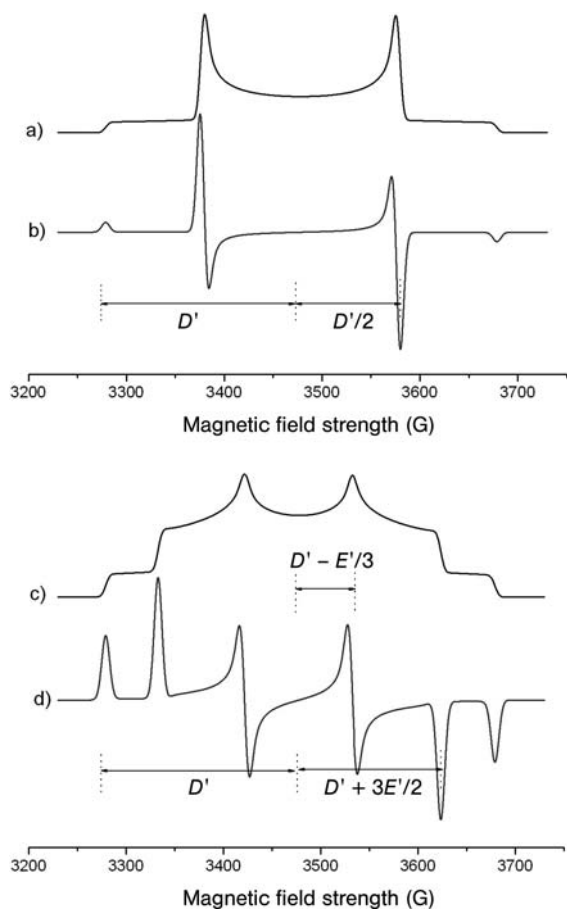 a)
b)
D'
D'/2
3200 3300 3400 3500 3600 3700
Magnetic field strength (G)
D' – E'/3
c)
d)
D'
D' + 3E'/2
3200 3300 3400 3500 3600 3700
Magnetic field strength (G)